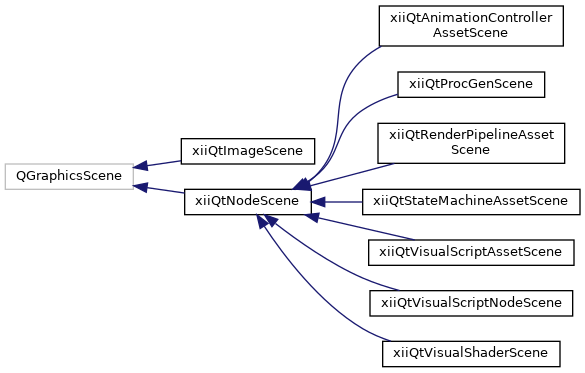 xiiQtAnimationController
AssetScene
xiiQtProcGenScene
xiiQtRenderPipelineAsset
Scene
xiiQtImageScene
QGraphicsScene
xiiQtNodeScene
xiiQtStateMachineAssetScene
xiiQtVisualScriptAssetScene
xiiQtVisualScriptNodeScene
xiiQtVisualShaderScene